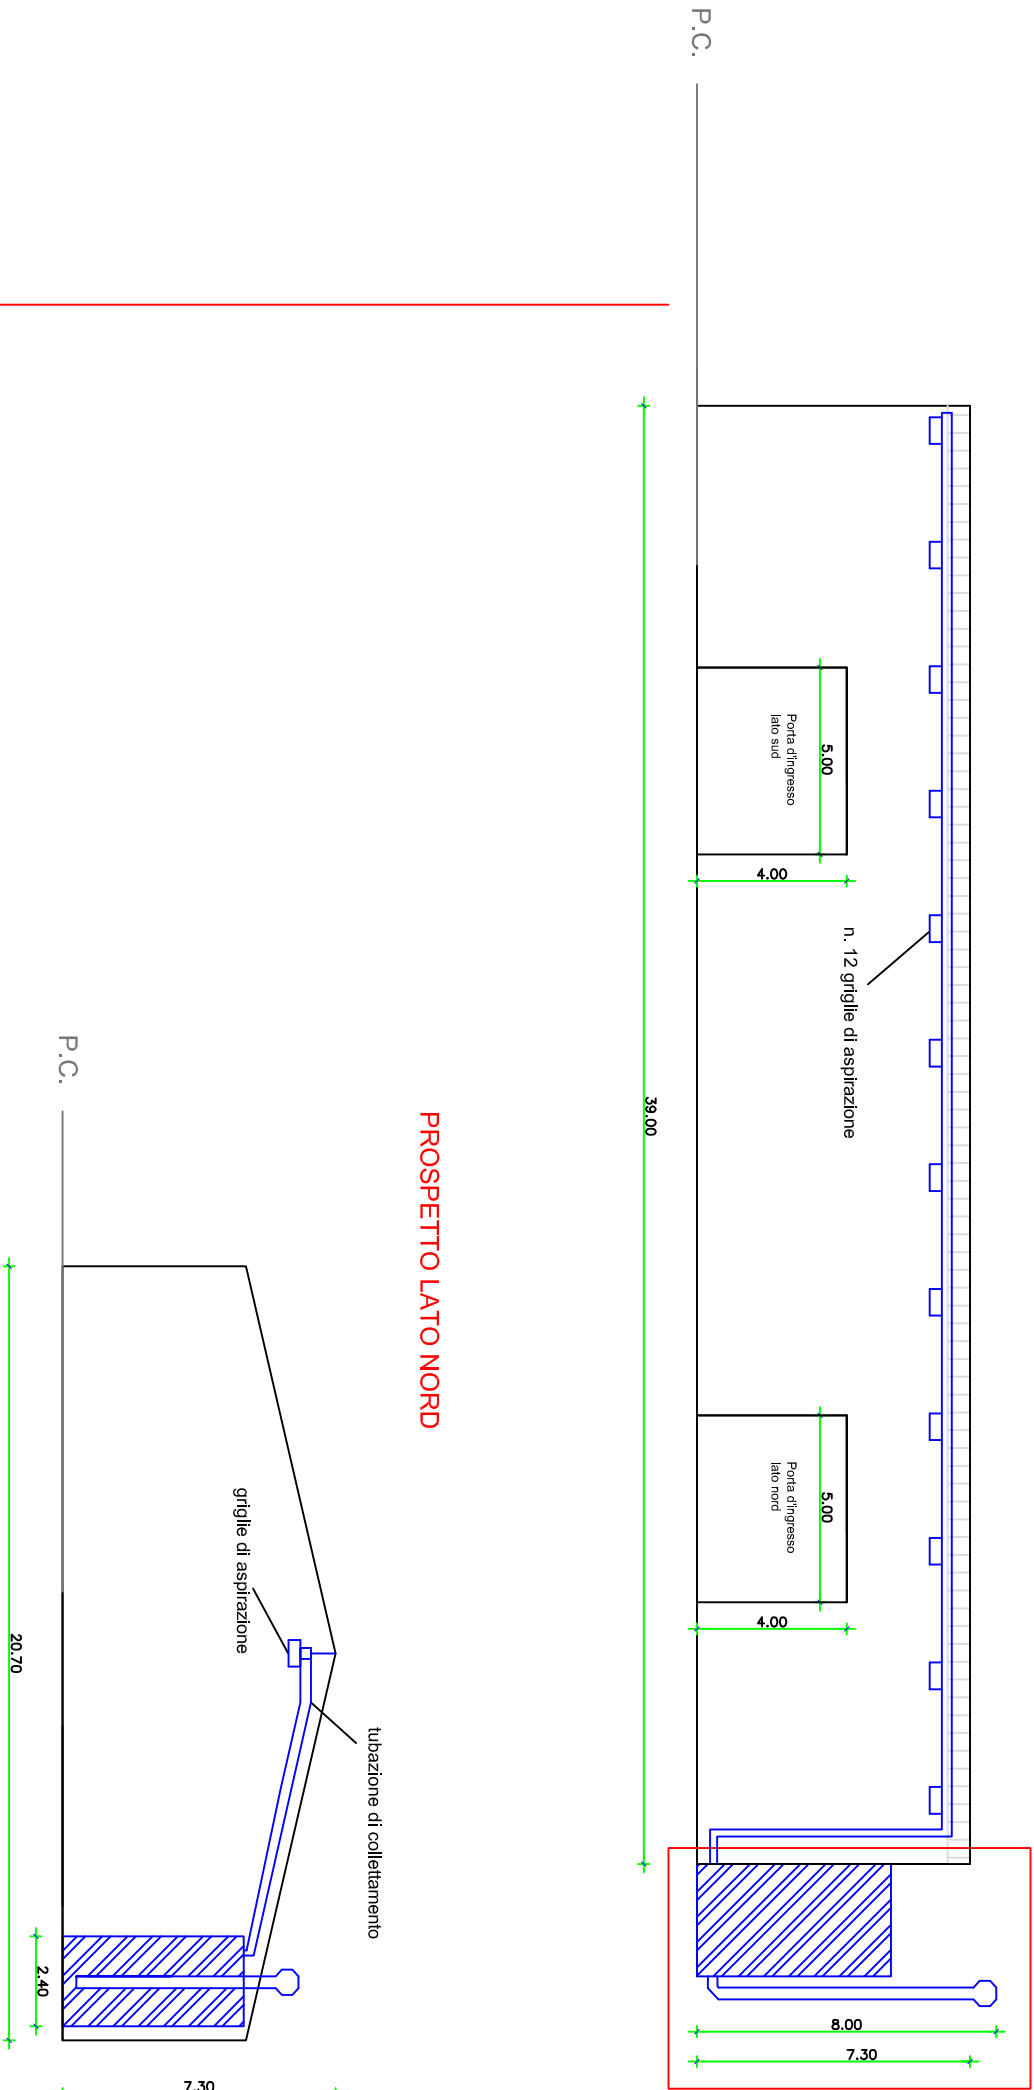 P.C.
n. 12 griglie di aspirazione
5.00
Porta d'ingresso
lato sud
4.00
5.00
Porta d'ingresso
lato nord
4.00
8.00
7.30
39.00
PROSPETTO LATO NORD
tubazione di collettamento
griglie di aspirazione
P.C.
2.40
20.70
7.30